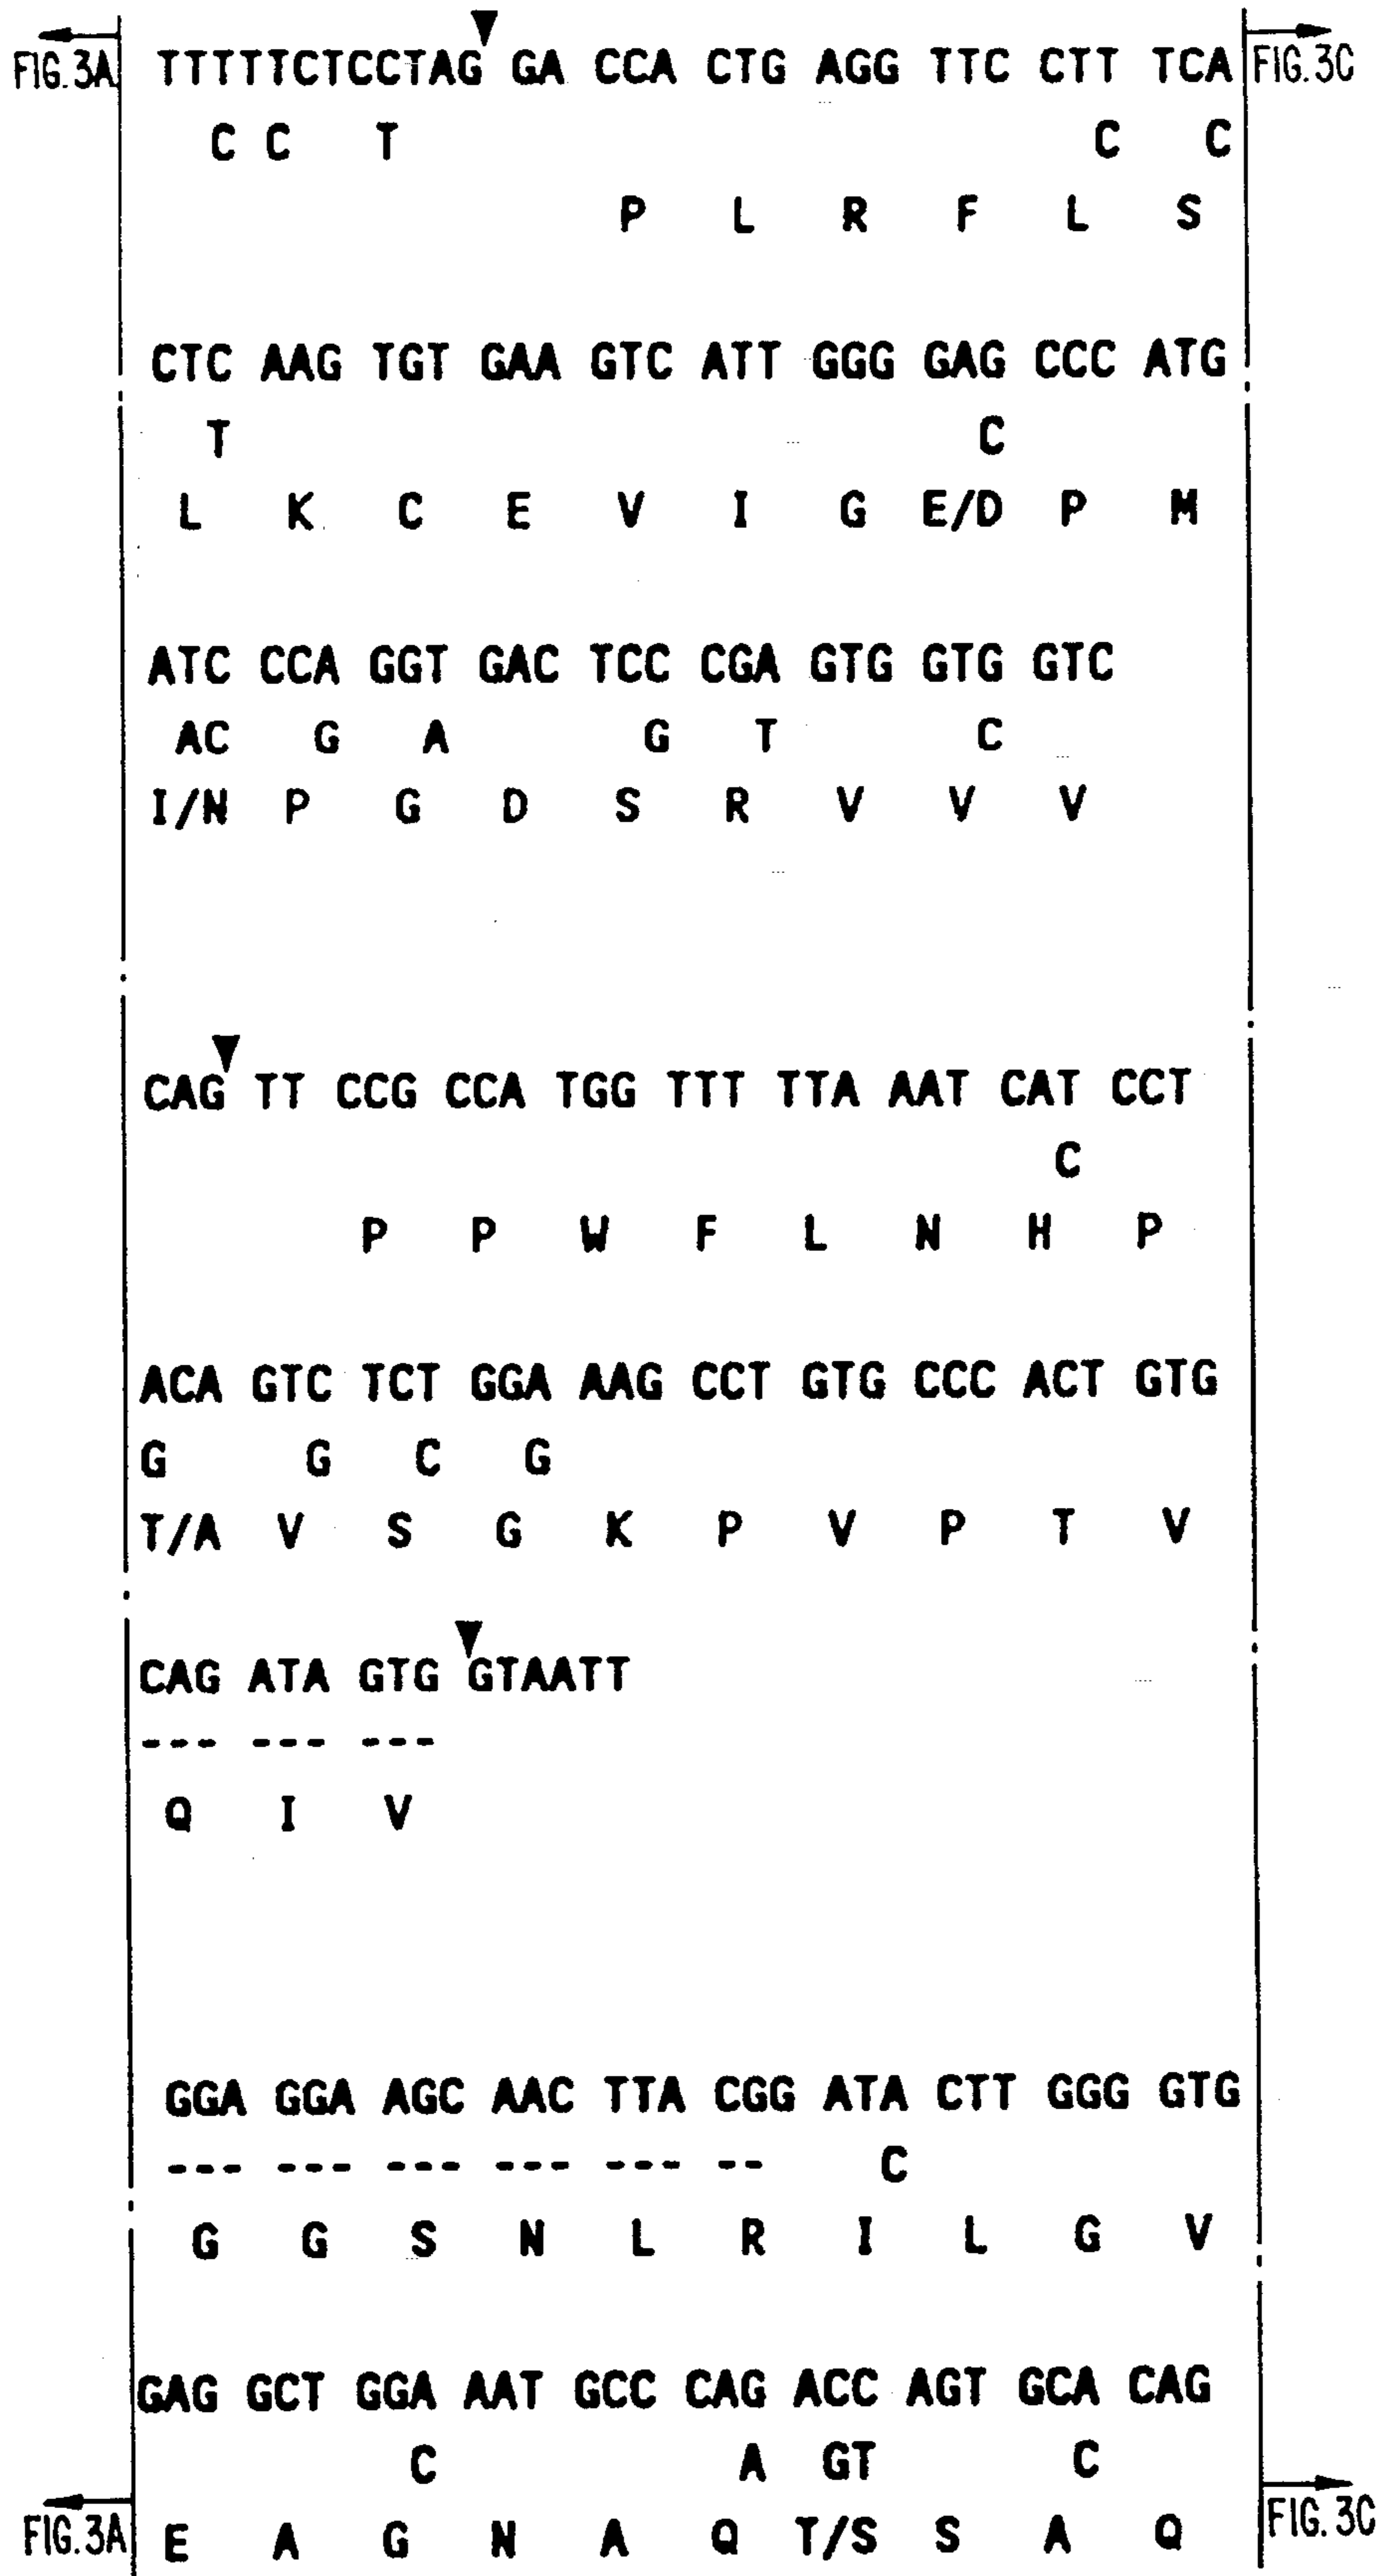 FIG. 3A TTTTTCTCCTAG GA CCA CTG AGG TTC CTT TCA FIG. 3C
C C T C C
P L R F L S
CTC AAG TGT GAA GTC ATT GGG GAG CCC ATG
T C
L K C E V I G E/D P M
ATC CCA GGT GAC TCC CGA GTG GTG GTC
AC G A G T C
I/N P G D S R V V V
CAG TT CCG CCA TGG TTT TTA AAT CAT CCT
C
P P W F L N H P
ACA GTC TCT GGA AAG CCT GTG CCC ACT GTG
G G C G
T/A V S G K P V P T V
CAG ATA GTG GTAATT
--- --- ---
Q I V
GGA GGA AGC AAC TTA CGG ATA CTT GGG GTG
--- --- --- --- --- -- C
G G S N L R I L G V
GAG GCT GGA AAT GCC CAG ACC AGT GCA CAG
C A GT C
FIG. 3A E A G N A Q T/S S A Q FIG. 3C